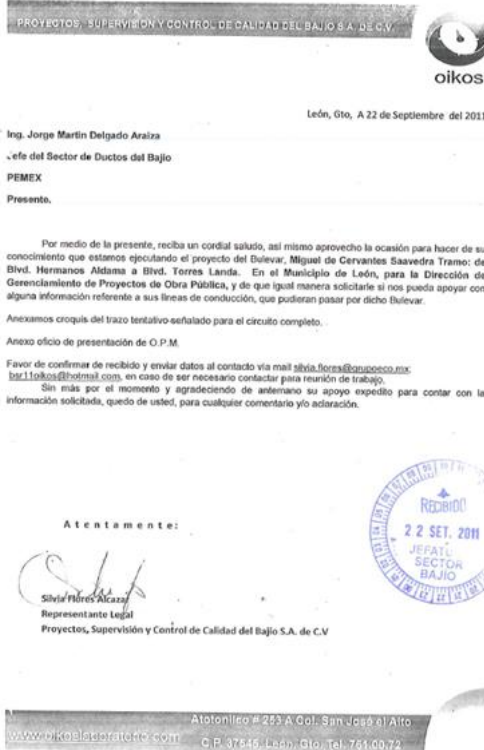 PROYECTOS, SUPERVISIÓN Y CONTROL DE CALIDAD DEL BAJIO S.A. DE C.V.
oikos
León, Gto, A 22 de Septiembre del 2011
Ing. Jorge Martin Delgado Araiza
Jefe del Sector de Ductos del Bajio
PEMEX
Presente.
Por medio de la presente, reciba un cordial saludo, así mismo aprovecho la ocasión para hacer de su
conocimiento que estamos ejecutando el proyecto del Bulevar, Miguel de Cervantes Saavedra Tramo: de
Blvd. Hermanos Aldama a Blvd. Torres Landa. En el Municipio de León, para la Dirección de
Gerenciamiento de Proyectos de Obra Pública, y de que igual manera solicitarle si nos pueda apoyar con
alguna información referente a sus líneas de conducción, que pudieran pasar por dicho Bulevar.
Anexamos croquis del trazo tentativo señalado para el circuito completo.
Anexo oficio de presentación de O.P.M.
Favor de confirmar de recibido y enviar datos al contacto via mail silvia.flores@grupoeco.mx;
bsr11oikos@hotmail.com, en caso de ser necesario contactar para reunión de trabajo.
Sin más por el momento y agradeciendo de antemano su apoyo expedito para contar con la
información solicitada, quedo de usted, para cualquier comentario y/o aclaración.
RECIBIDO
22 SET. 2011
JEFATU
SECTOR
BAJIO
Atentamente:
Silvia Flores Alcazar
Representante Legal
Proyectos, Supervisión y Control de Calidad del Bajio S.A. de C.V
Atotonilco # 253 A Col. San José el Alto
www.oikoslaboratorio.com C.P. 37545, León, Gto. Tel. 761.00.72